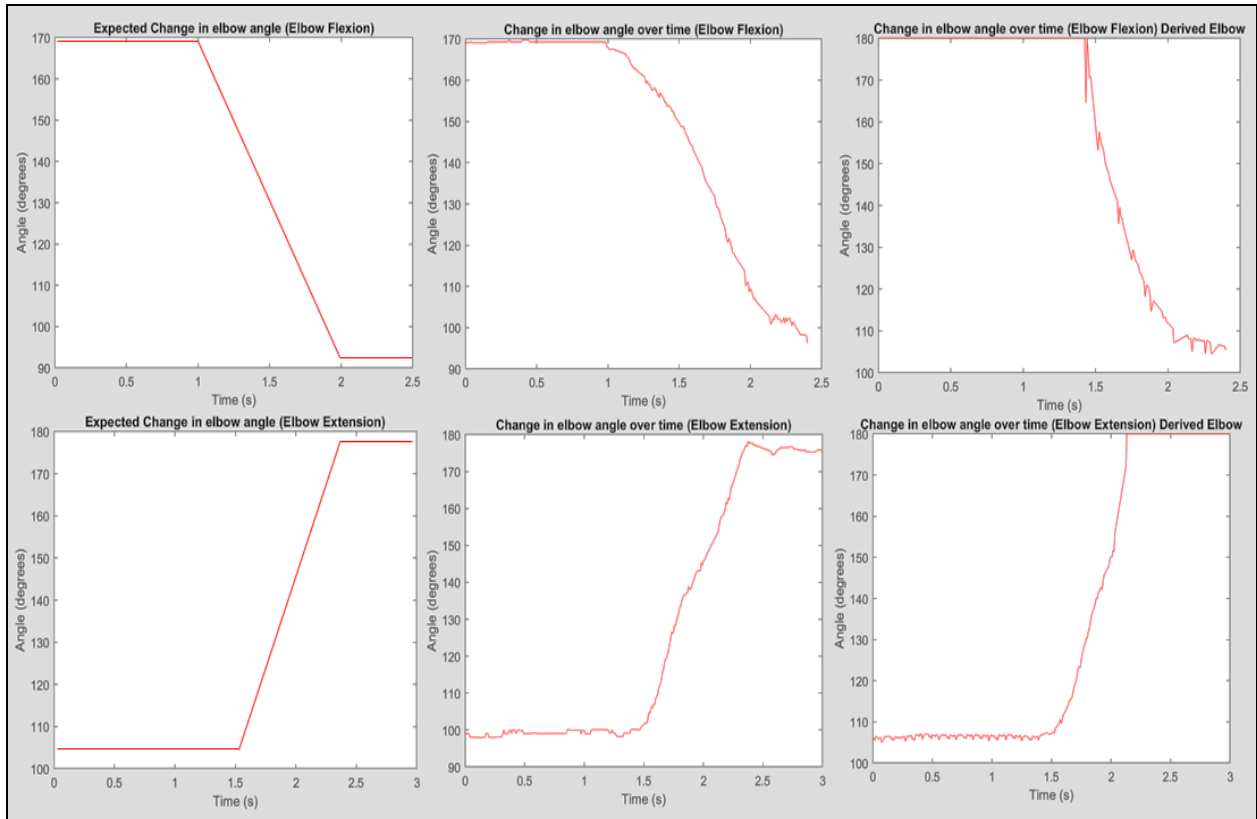 Expected Change in elbow angle (Elbow Flexion)
170
160
150
140
130
120
110
100
90
Angle (degrees)
0 0.5 1 1.5 2 2.5
Time (s)
Change in elbow angle over time (Elbow Flexion)
170
160
150
140
130
120
110
100
90
Angle (degrees)
0 0.5 1 1.5 2 2.5
Time (s)
Change in elbow angle over time (Elbow Flexion) Derived Elbow
180
170
160
150
140
130
120
110
100
Angle (degrees)
0 0.5 1 1.5 2 2.5
Time (s)
Expected Change in elbow angle (Elbow Extension)
180
170
160
150
140
130
120
110
100
Angle (degrees)
0 0.5 1 1.5 2 2.5 3
Time (s)
Change in elbow angle over time (Elbow Extension)
180
170
160
150
140
130
120
110
100
90
Angle (degrees)
0 0.5 1 1.5 2 2.5 3
Time (s)
Change in elbow angle over time (Elbow Extension) Derived Elbow
180
170
160
150
140
130
120
110
100
Angle (degrees)
0 0.5 1 1.5 2 2.5 3
Time (s)